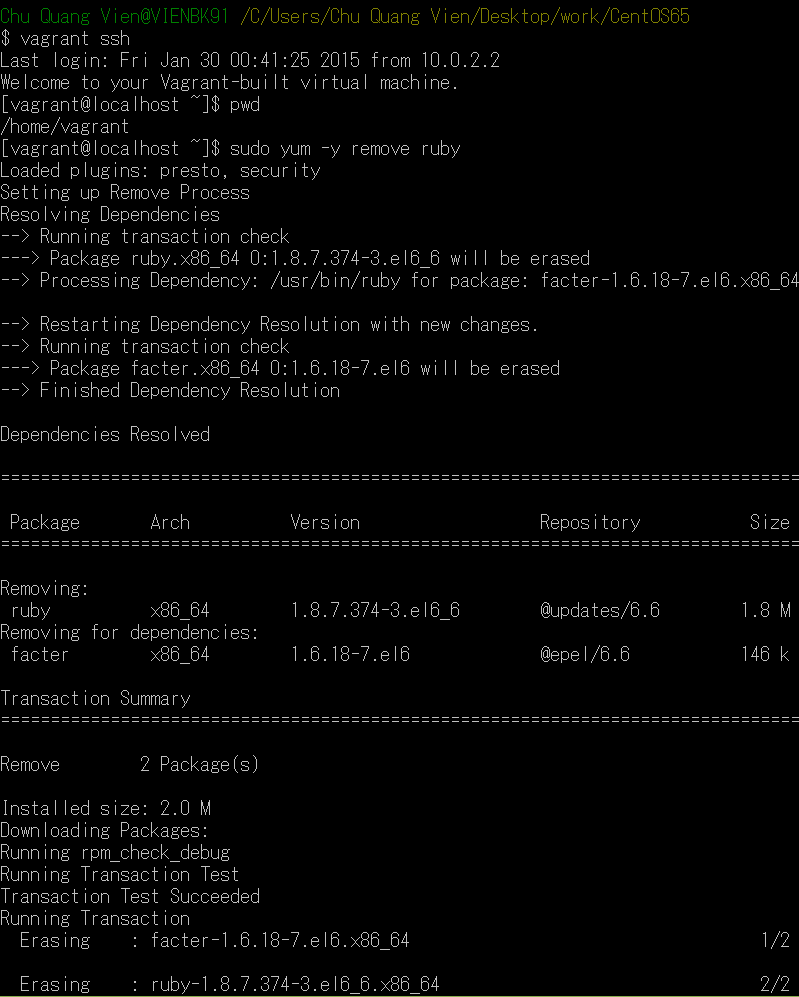 Chu Quang Vien@VIENBK91 /C/Users/Chu Quang Vien/Desktop/work/CentOS65
$ vagrant ssh
Last login: Fri Jan 30 00:41:25 2015 from 10.0.2.2
Welcome to your Vagrant-built virtual machine.
[vagrant@localhost ~]$ pwd
/home/vagrant
[vagrant@localhost ~]$ sudo yum -y remove ruby
Loaded plugins: presto, security
Setting up Remove Process
Resolving Dependencies
--> Running transaction check
---> Package ruby.x86_64 0:1.8.7.374-3.el6_6 will be erased
--> Processing Dependency: /usr/bin/ruby for package: facter-1.6.18-7.el6.x86_64
--> Restarting Dependency Resolution with new changes.
--> Running transaction check
---> Package facter.x86_64 0:1.6.18-7.el6 will be erased
--> Finished Dependency Resolution
Dependencies Resolved
================================================================================
Package Arch Version Repository Size
================================================================================
Removing:
ruby x86_64 1.8.7.374-3.el6_6 @updates/6.6 1.8 M
Removing for dependencies:
facter x86_64 1.6.18-7.el6 @epel/6.6 146 k
Transaction Summary
================================================================================
Remove 2 Package(s)
Installed size: 2.0 M
Downloading Packages:
Running rpm_check_debug
Running Transaction Test
Transaction Test Succeeded
Running Transaction
Erasing : facter-1.6.18-7.el6.x86_64 1/2
Erasing : ruby-1.8.7.374-3.el6_6.x86_64 2/2